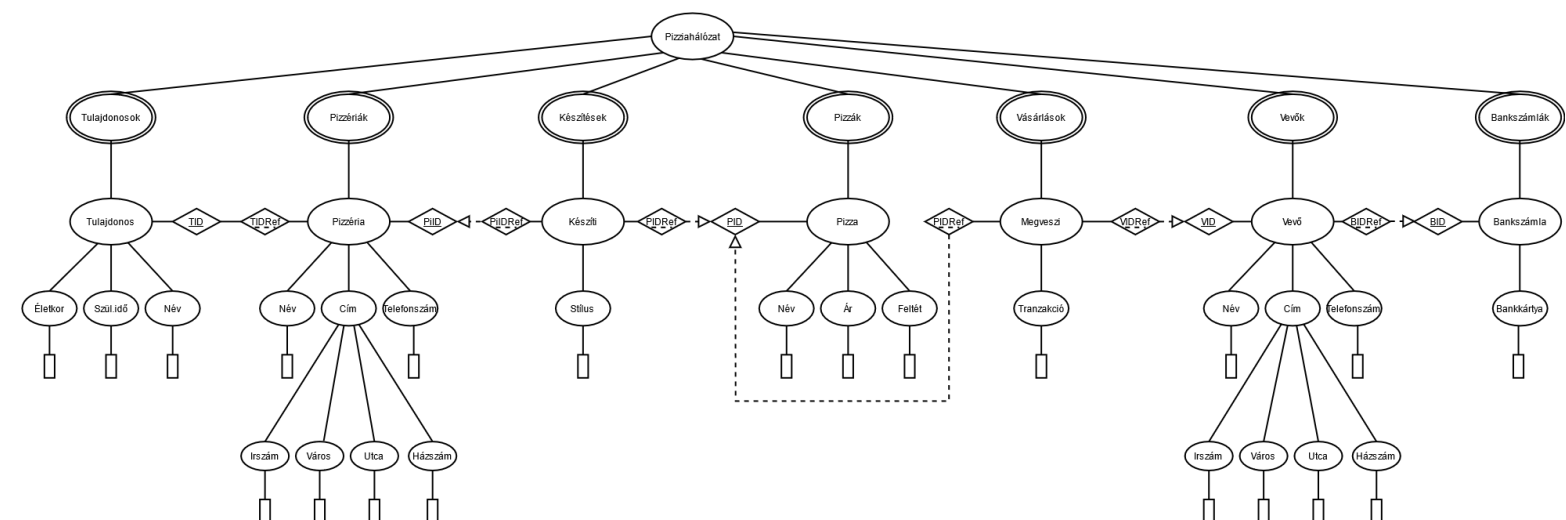 Pizziahálózat
Tulajdonosok
Pizzériák
Készítések
Pizzák
Vásárlások
Vevők
Bankszámlák
Tulajdonos
TID
TIDRef
Pizzéria
PiID
PiIDRef
Készíti
PIDRef
PID
Pizza
PIDRef
Megveszi
VIDRef
VID
Vevő
BIDRef
BID
Bankszámla
Életkor
Szül.idő
Név
Név
Cím
Telefonszám
Stílus
Név
Ár
Feltét
Tranzakció
Név
Cím
Telefonszám
Bankkártya
Irszám
Város
Utca
Házszám
Irszám
Város
Utca
Házszám